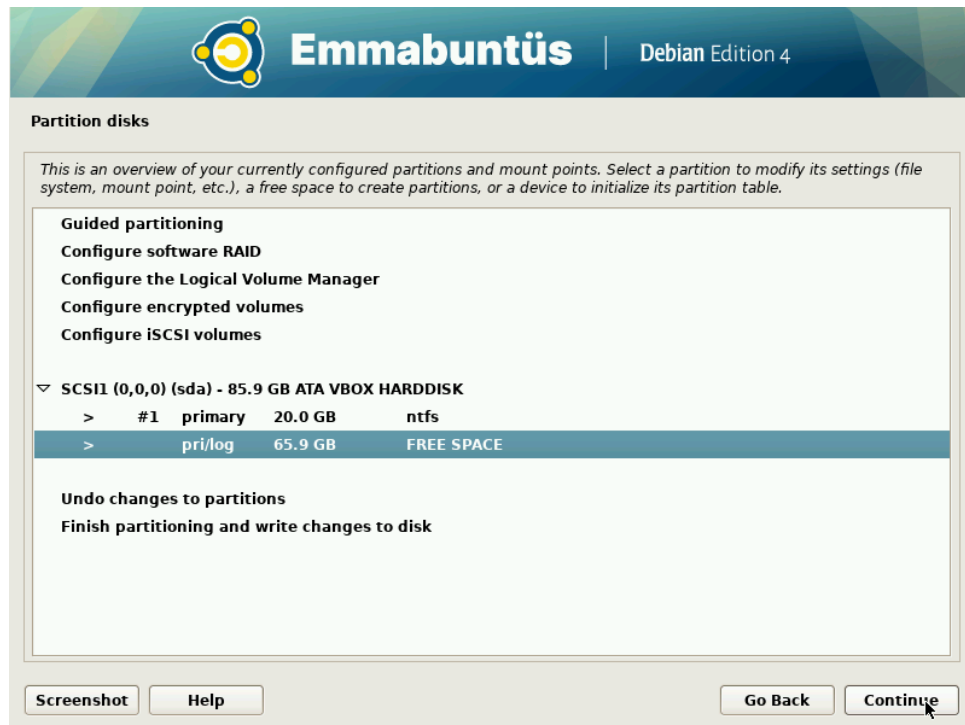 Emmabuntüs | Debian Edition 4
Partition disks
This is an overview of your currently configured partitions and mount points. Select a partition to modify its settings (file
system, mount point, etc.), a free space to create partitions, or a device to initialize its partition table.
Guided partitioning
Configure software RAID
Configure the Logical Volume Manager
Configure encrypted volumes
Configure iSCSI volumes
SCSI1 (0,0,0) (sda) - 85.9 GB ATA VBOX HARDDISK
> #1 primary 20.0 GB ntfs
> pri/log 65.9 GB FREE SPACE
Undo changes to partitions
Finish partitioning and write changes to disk
Screenshot Help Go Back Continue